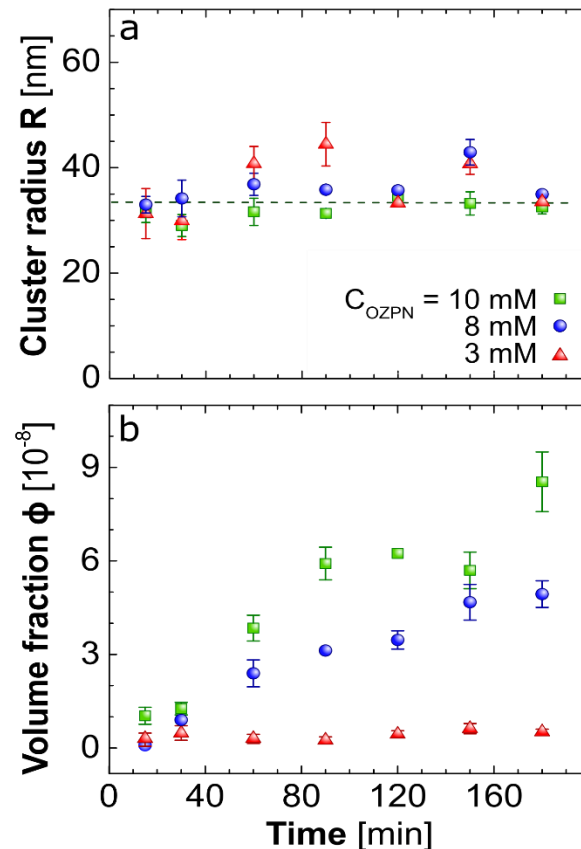 a
Cluster radius R [nm]
60
40
20
0
C_OZPN = 10 mM
8 mM
3 mM
b
Volume fraction ϕ [10^-8]
9
6
3
0
0 40 80 120 160
Time [min]